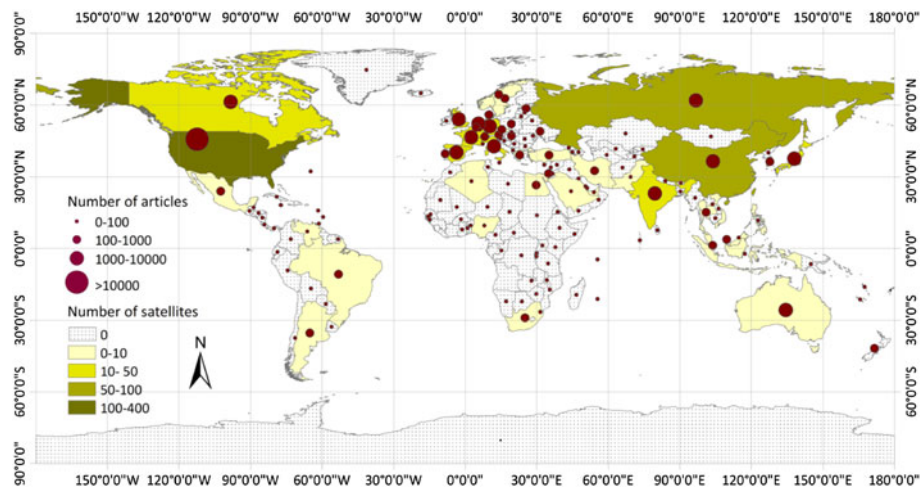 150°0'0"W 120°0'0"W 90°0'0"W 60°0'0"W 30°0'0"W 0°0'0" 30°0'0"E 60°0'0"E 90°0'0"E 120°0'0"E 150°0'0"E 180°0'0"
90°0'0"N 90°0'0"N
60°0'0"N 60°0'0"N
30°0'0"N 30°0'0"N
Number of articles
0-100
100-1000
0°0'0" 0°0'0"
1000-10000
>10000
Number of satellites
30°0'0"S 30°0'0"S
0
N
0-10
10- 50
50-100
60°0'0"S 60°0'0"S
100-400
90°0'0"S 90°0'0"S
150°0'0"W 120°0'0"W 90°0'0"W 60°0'0"W 30°0'0"W 0°0'0" 30°0'0"E 60°0'0"E 90°0'0"E 120°0'0"E 150°0'0"E 180°0'0"